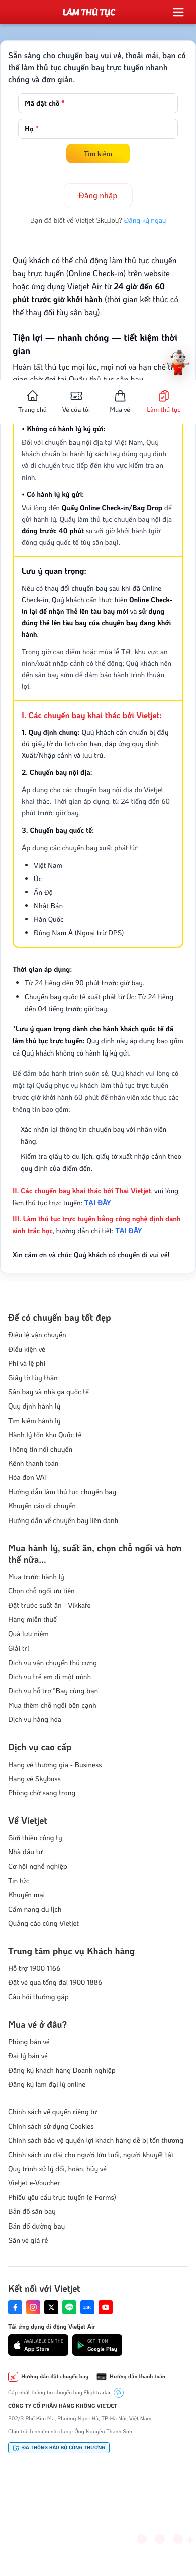 LÀM THỦ TỤC
Sẵn sàng cho chuyến bay vui vẻ, thoải mái, bạn có
thể làm thủ tục chuyến bay trực tuyến nhanh
chóng và đơn giản.
Mã đặt chỗ *
Họ *
Tìm kiếm
Đăng nhập
Bạn đã biết về Vietjet SkyJoy? Đăng ký ngay
Quý khách có thể chủ động làm thủ tục chuyến
bay trực tuyến (Online Check-in) trên website
hoặc ứng dụng Vietjet Air từ 24 giờ đến 60
phút trước giờ khởi hành (thời gian kết thúc có
thể thay đổi tùy sân bay).
Tiện lợi — nhanh chóng — tiết kiệm thời
gian
Hoàn tất thủ tục mọi lúc, mọi nơi và hạn chế
Trang chủ
Vé của tôi
Mua vé
Làm thủ tục
• Không có hành lý ký gửi:
Đối với chuyến bay nội địa tại Việt Nam, Quý
khách chuẩn bị hành lý xách tay đúng quy định
và di chuyển trực tiếp đến khu vực kiểm tra an
ninh.
• Có hành lý ký gửi:
Vui lòng đến Quầy Online Check-in/Bag Drop để
gửi hành lý. Quầy làm thủ tục chuyến bay nội địa
đóng trước 40 phút so với giờ khởi hành (giờ
đóng quầy quốc tế tùy sân bay).
Lưu ý quan trọng:
Nếu có thay đổi chuyến bay sau khi đã Online
Check-in, Quý khách cần thực hiện Online Check-
in lại để nhận Thẻ lên tàu bay mới và sử dụng
đúng thẻ lên tàu bay của chuyến bay đang khởi
hành.
Trong giờ cao điểm hoặc mùa lễ Tết, khu vực an
ninh/xuất nhập cảnh có thể đông; Quý khách nên
đến sân bay sớm để đảm bảo hành trình thuận
lợi.
I. Các chuyến bay khai thác bởi Vietjet:
1. Quy định chung: Quý khách cần chuẩn bị đầy
đủ giấy tờ du lịch còn hạn, đáp ứng quy định
Xuất/Nhập cảnh và lưu trú.
2. Chuyến bay nội địa:
Áp dụng cho các chuyến bay nội địa do Vietjet
khai thác. Thời gian áp dụng: từ 24 tiếng đến 60
phút trước giờ bay.
3. Chuyến bay quốc tế:
Áp dụng các chuyến bay xuất phát từ:
• Việt Nam
• Úc
• Ấn Độ
• Nhật Bản
• Hàn Quốc
• Đông Nam Á (Ngoại trừ DPS)
Thời gian áp dụng:
• Từ 24 tiếng đến 90 phút trước giờ bay.
• Chuyến bay quốc tế xuất phát từ Úc: Từ 24 tiếng
đến 04 tiếng trước giờ bay.
*Lưu ý quan trọng dành cho hành khách quốc tế đã
làm thủ tục trực tuyến: Quy định này áp dụng bao gồm
cả Quý khách không có hành lý ký gửi.
Để đảm bảo hành trình suôn sẻ, Quý khách vui lòng có
mặt tại Quầy phục vụ khách làm thủ tục trực tuyến
trước giờ khởi hành 60 phút để nhân viên xác thực các
thông tin bao gồm:
Xác nhận lại thông tin chuyến bay với nhân viên
hãng.
Kiểm tra giấy tờ du lịch, giấy tờ xuất nhập cảnh theo
quy định của điểm đến.
II. Các chuyến bay khai thác bởi Thai Vietjet, vui lòng
làm thủ tục trực tuyến: TẠI ĐÂY
III. Làm thủ tục trực tuyến bằng công nghệ định danh
sinh trắc học, hướng dẫn chi tiết: TẠI ĐÂY
Xin cảm ơn và chúc Quý khách có chuyến đi vui vẻ!
Để có chuyến bay tốt đẹp
Điều lệ vận chuyển
Điều kiện vé
Phí và lệ phí
Giấy tờ tùy thân
Sân bay và nhà ga quốc tế
Quy định hành lý
Tìm kiếm hành lý
Hành lý tồn kho Quốc tế
Thông tin nối chuyến
Kênh thanh toán
Hóa đơn VAT
Hướng dẫn làm thủ tục chuyến bay
Khuyến cáo di chuyển
Hướng dẫn về chuyến bay liên danh
Mua hành lý, suất ăn, chọn chỗ ngồi và hơn
thế nữa...
Mua trước hành lý
Chọn chỗ ngồi ưu tiên
Đặt trước suất ăn - Vikkafe
Hàng miễn thuế
Quà lưu niệm
Giải trí
Dịch vụ vận chuyển thú cưng
Dịch vụ trẻ em đi một mình
Dịch vụ hỗ trợ "Bay cùng bạn"
Mua thêm chỗ ngồi bên cạnh
Dịch vụ hàng hóa
Dịch vụ cao cấp
Hạng vé thương gia - Business
Hạng vé Skyboss
Phòng chờ sang trọng
Về Vietjet
Giới thiệu công ty
Nhà đầu tư
Cơ hội nghề nghiệp
Tin tức
Khuyến mại
Cẩm nang du lịch
Quảng cáo cùng Vietjet
Trung tâm phục vụ Khách hàng
Hỗ trợ 1900 1166
Đặt vé qua tổng đài 1900 1886
Câu hỏi thường gặp
Mua vé ở đâu?
Phòng bán vé
Đại lý bán vé
Đăng ký khách hàng Doanh nghiệp
Đăng ký làm đại lý online
Chính sách về quyền riêng tư
Chính sách sử dụng Cookies
Chính sách bảo vệ quyền lợi khách hàng dễ bị tổn thương
Chính sách ưu đãi cho người lớn tuổi, người khuyết tật
Quy trình xử lý đổi, hoàn, hủy vé
Vietjet e-Voucher
Phiếu yêu cầu trực tuyến (e-Forms)
Bản đồ sân bay
Bản đồ đường bay
Săn vé giá rẻ
Kết nối với Vietjet
Zalo
Tải ứng dụng di động Vietjet Air
AVAILABLE ON THE
App Store
GET IT ON
Google Play
Hướng dẫn đặt chuyến bay
Hướng dẫn thanh toán
Cập nhật thông tin chuyến bay Flightradar
CÔNG TY CỔ PHẦN HÀNG KHÔNG VIETJET
302/3 Phố Kim Mã, Phường Ngọc Hà, TP. Hà Nội, Việt Nam.
Chịu trách nhiệm nội dung: Ông Nguyễn Thanh Sơn
ĐÃ THÔNG BÁO BỘ CÔNG THƯƠNG